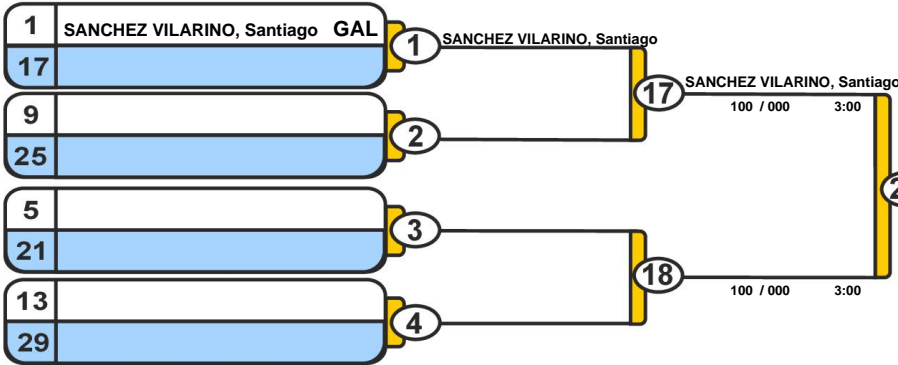 1 SANCHEZ VILARINO, Santiago GAL
17
1 SANCHEZ VILARINO, Santiago
9
25
2
17 SANCHEZ VILARINO, Santiago
100 / 000 3:00
5
21
3
13
29
4
18
100 / 000 3:00